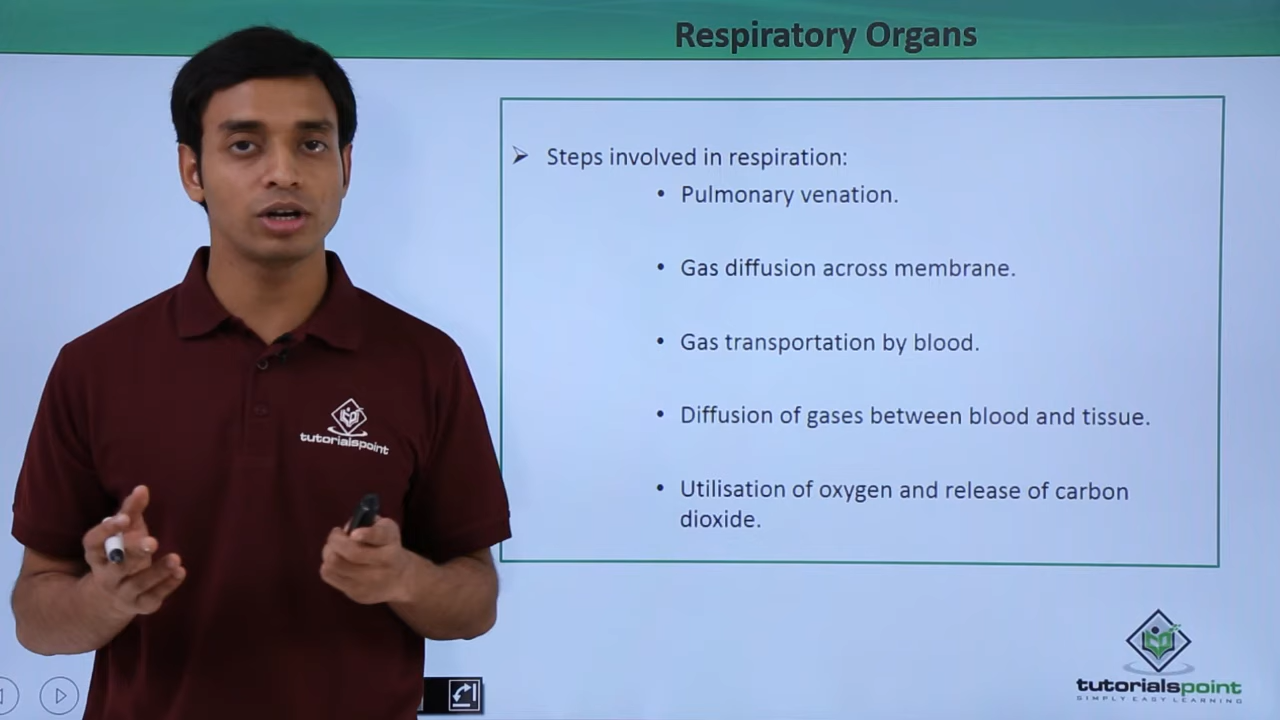 Respiratory Organs
Steps involved in respiration:
• Pulmonary venation.
• Gas diffusion across membrane.
• Gas transportation by blood.
• Diffusion of gases between blood and tissue.
• Utilisation of oxygen and release of carbon
dioxide.
tutorialspoint
tutorialspoint
SIMPLY EASY LEARNING